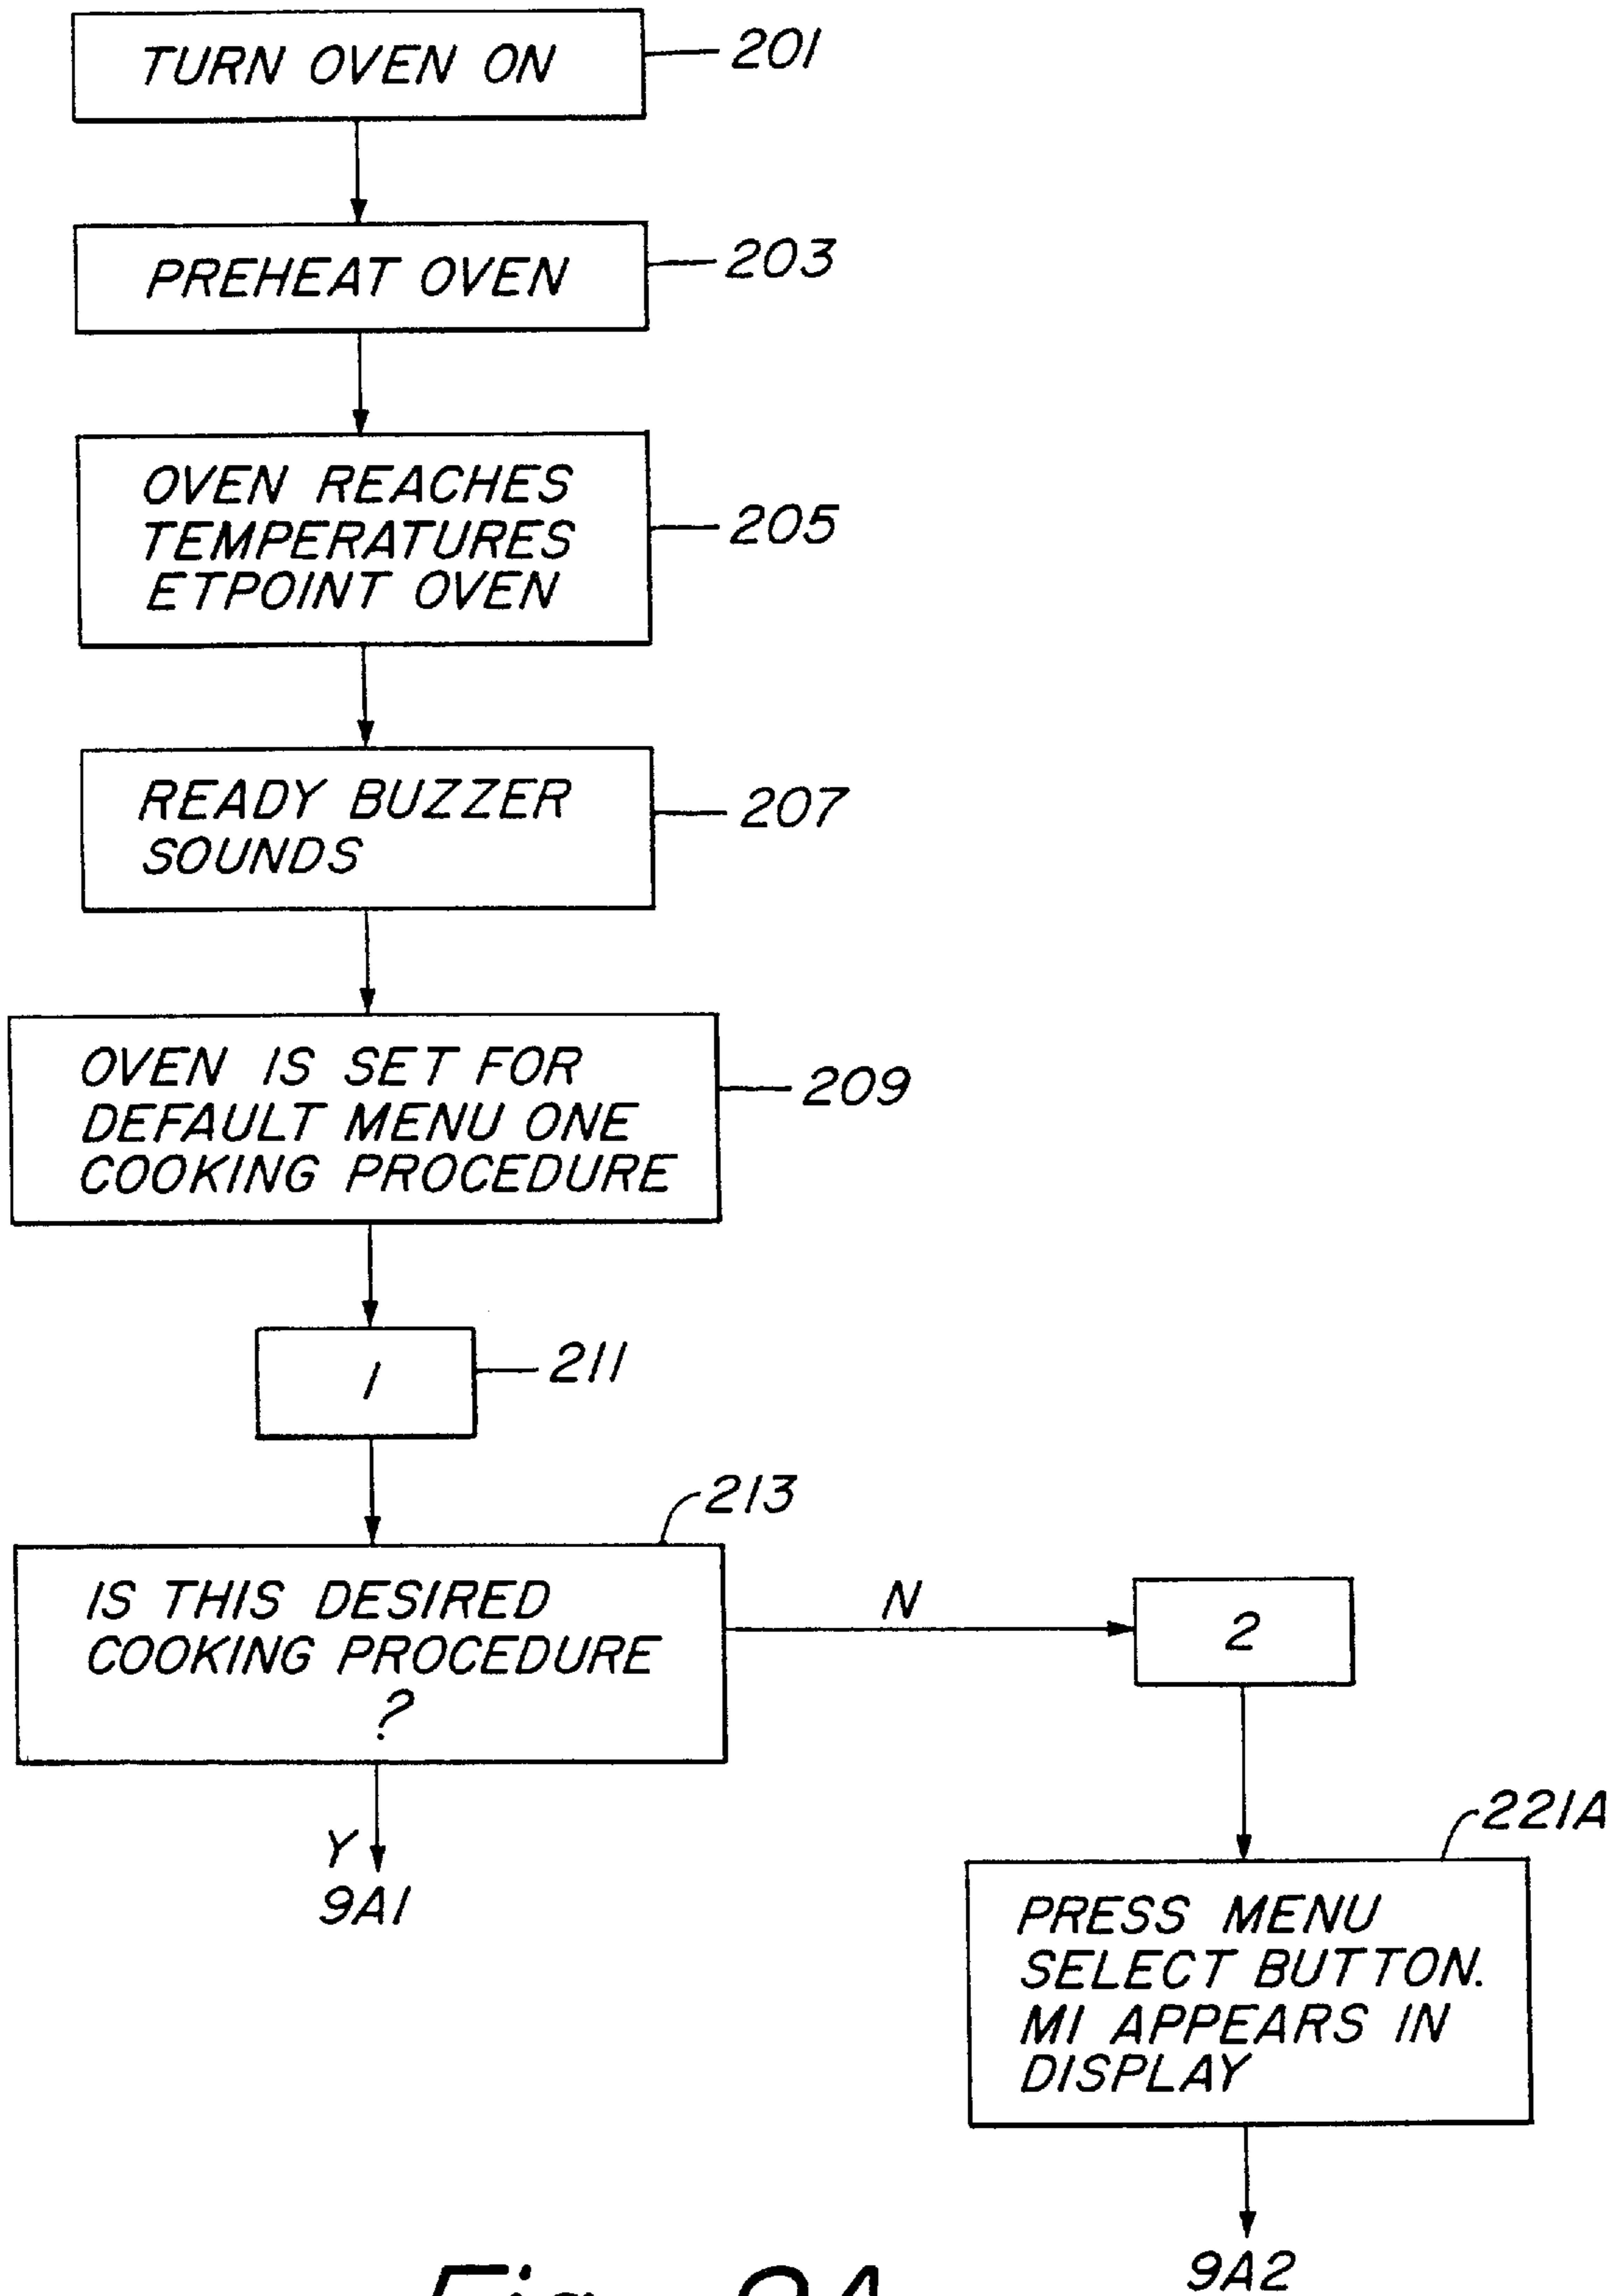 TURN OVEN ON
201
PREHEAT OVEN
203
OVEN REACHES
TEMPERATURES
ETPOINT OVEN
205
READY BUZZER
SOUNDS
207
OVEN IS SET FOR
DEFAULT MENU ONE
COOKING PROCEDURE
209
1
211
213
IS THIS DESIRED
COOKING PROCEDURE
?
N
2
Y
9A1
221A
PRESS MENU
SELECT BUTTON.
M1 APPEARS IN
DISPLAY
9A2